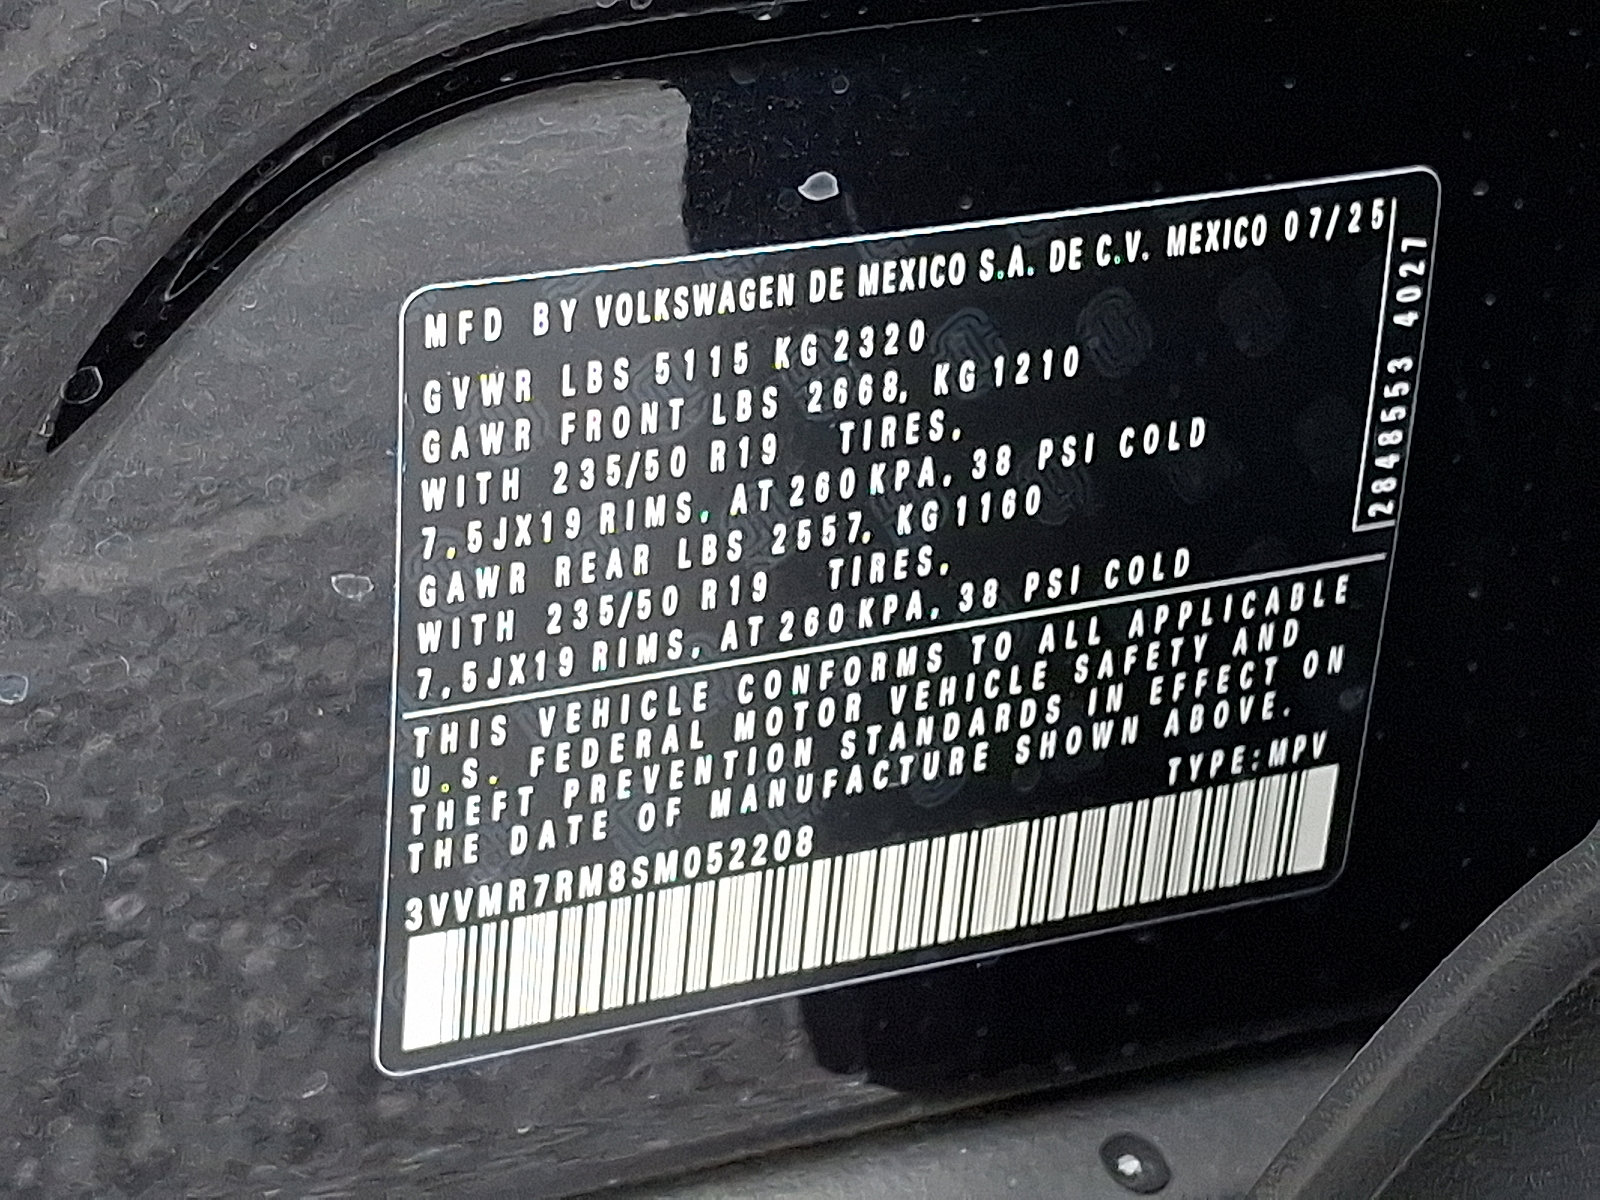 MFD BY VOLKSWAGEN DE MEXICO S.A. DE C.V. MEXICO 07/25
GVWR LBS 5115 KG 2320
GAWR FRONT LBS 2668, KG 1210
WITH 235/50 R19 TIRES,
7,5JX19 RIMS, AT 260 KPA, 38 PSI COLD
GAWR REAR LBS 2557, KG 1160
WITH 235/50 R19 TIRES,
7,5JX19 RIMS, AT 260 KPA, 38 PSI COLD
2848553 4027
THIS VEHICLE CONFORMS TO ALL APPLICABLE
U.S. FEDERAL MOTOR VEHICLE SAFETY AND
THEFT PREVENTION STANDARDS IN EFFECT ON
THE DATE OF MANUFACTURE SHOWN ABOVE.
TYPE:MPV
3VVMR7RM8SM052208